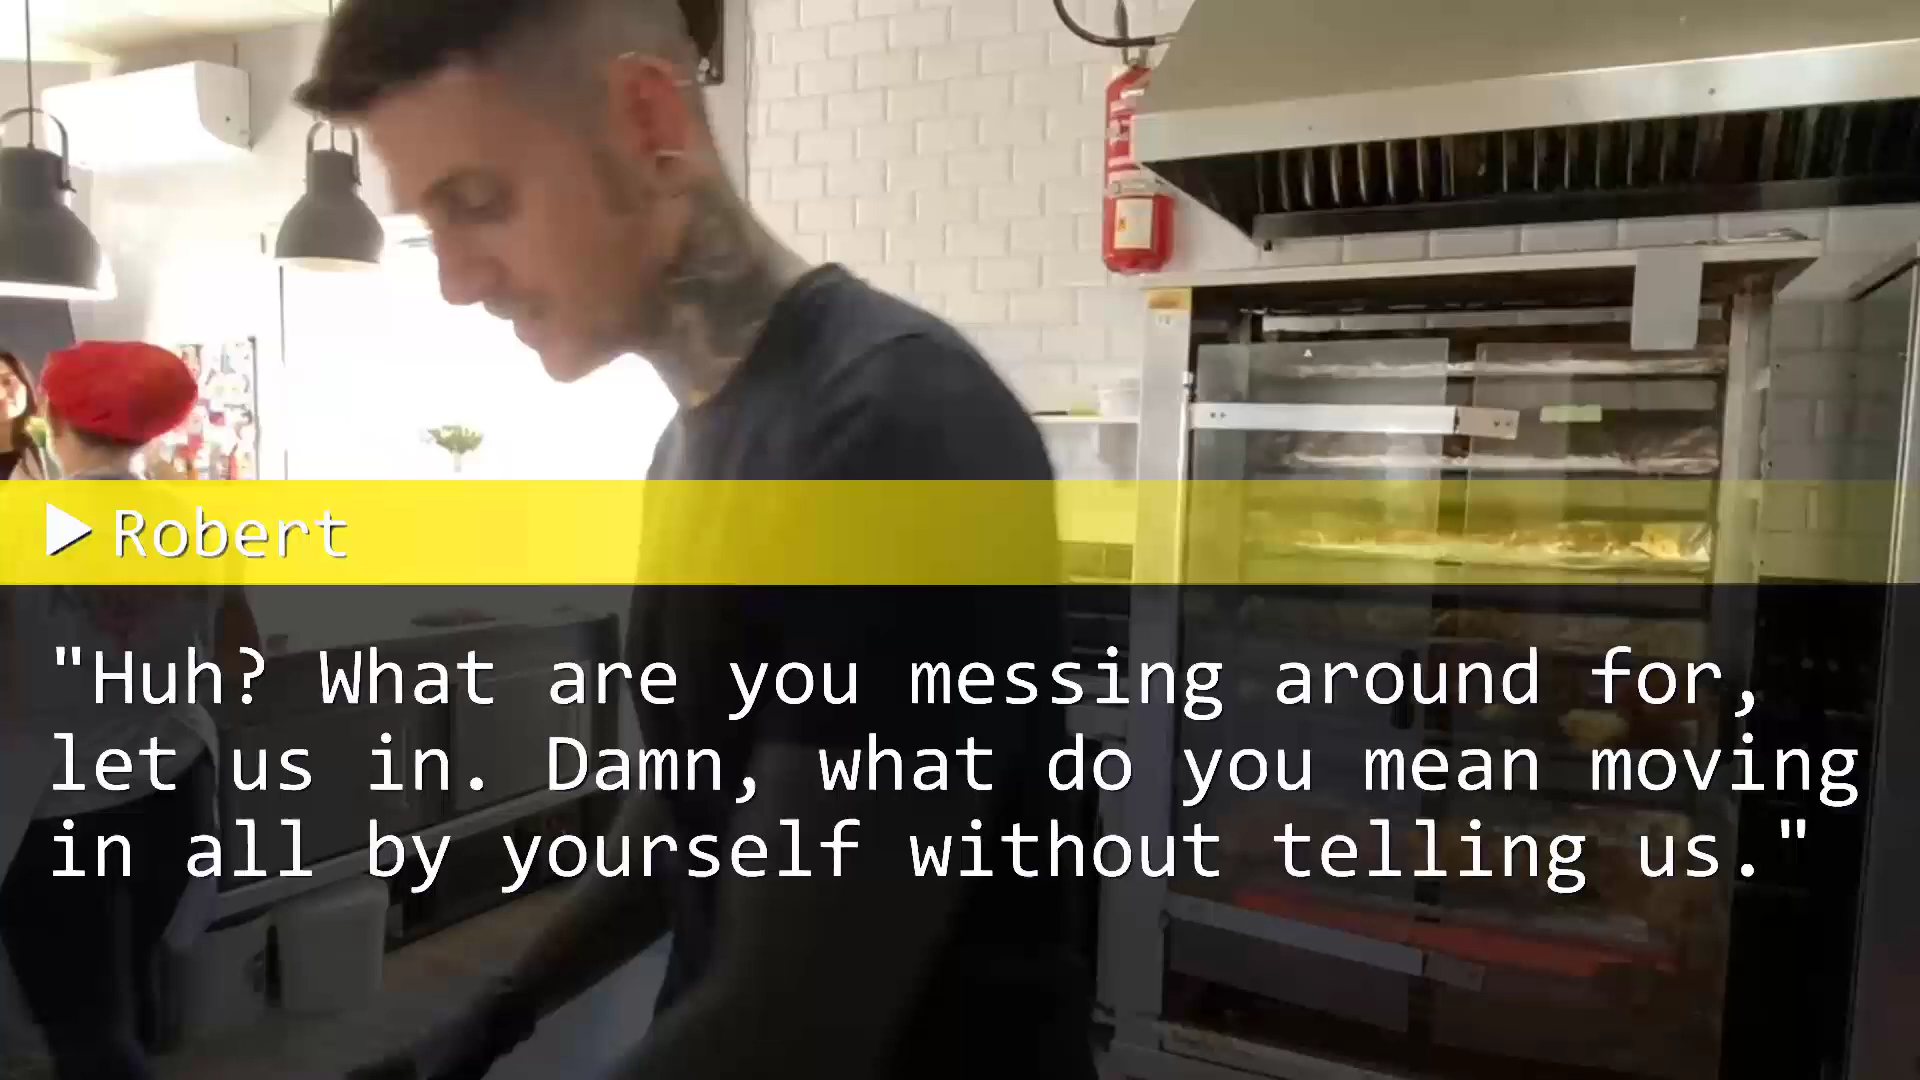 ▶ Robert
"Huh? What are you messing around for,
let us in. Damn, what do you mean moving
in all by yourself without telling us."